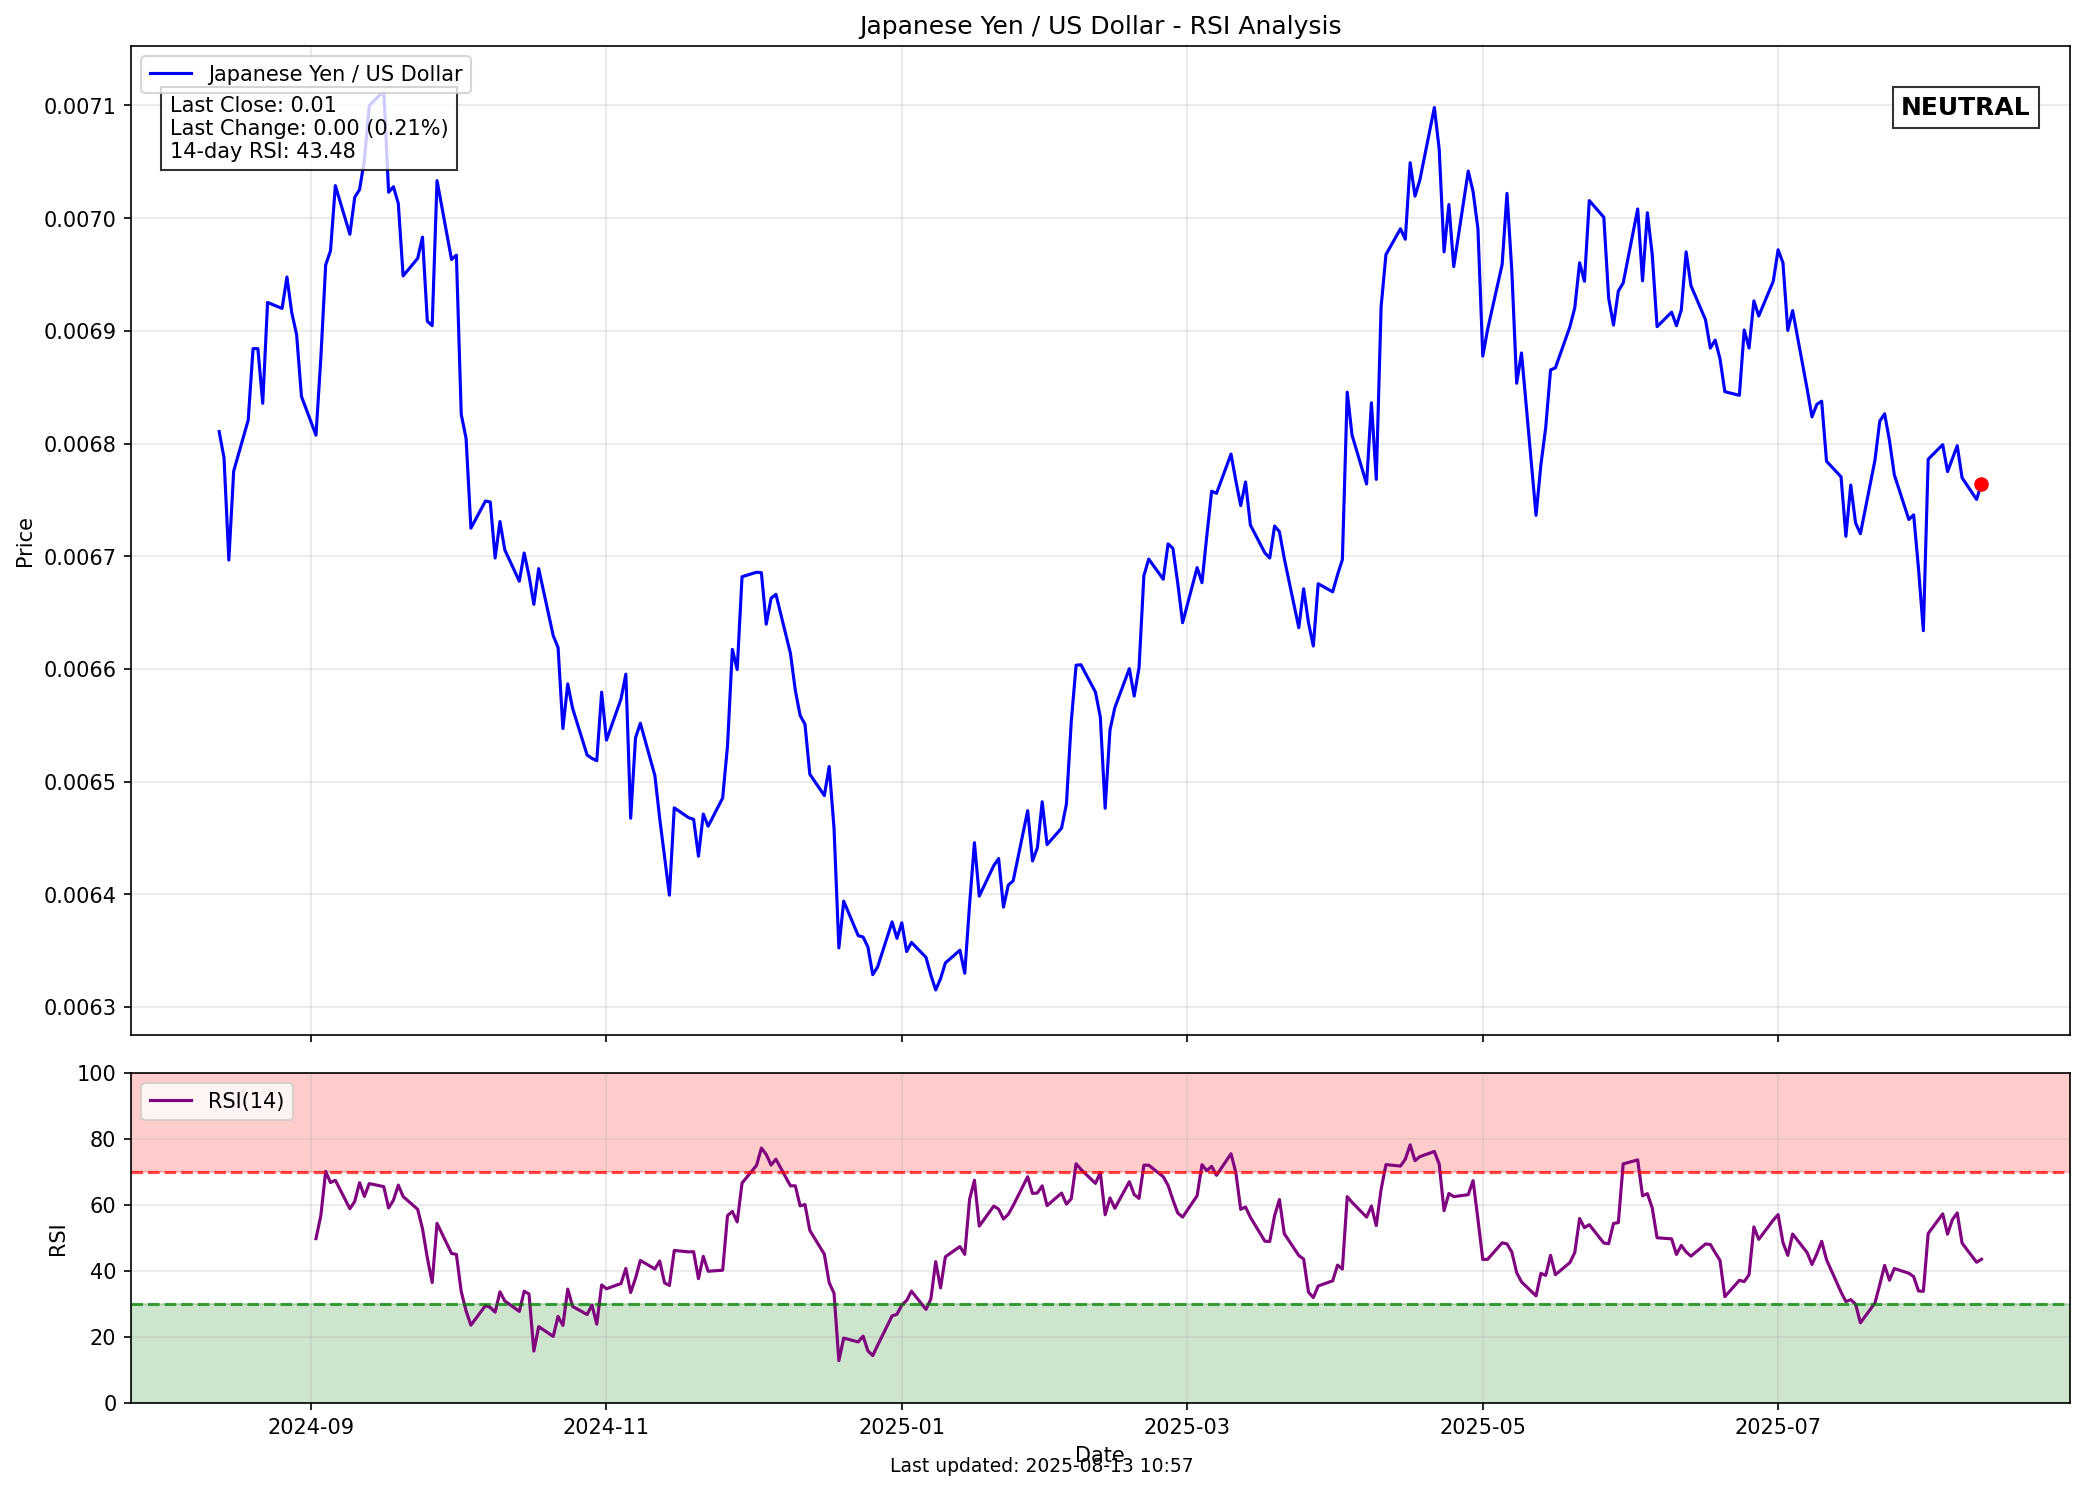 Japanese Yen / US Dollar - RSI Analysis
Japanese Yen / US Dollar
Last Close: 0.01
Last Change: 0.00 (0.21%)
14-day RSI: 43.48
NEUTRAL
0.0071
0.0070
0.0069
0.0068
0.0067
0.0066
0.0065
0.0064
0.0063
Price
RSI(14)
100
80
60
40
20
0
RSI
2024-09
2024-11
2025-01
2025-03
2025-05
2025-07
Date
Last updated: 2025-08-13 10:57